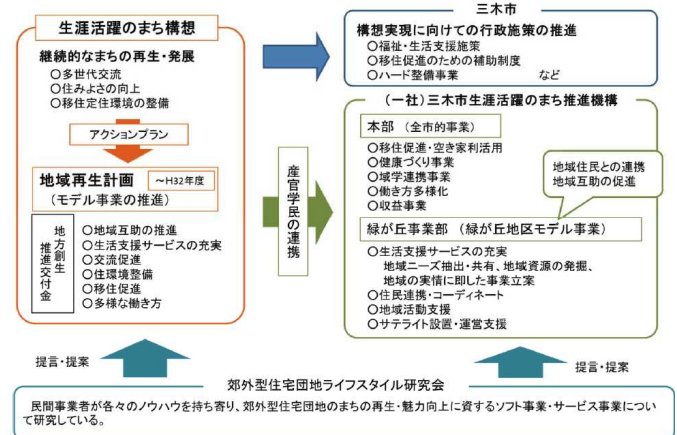 生涯活躍のまち構想
継続的なまちの再生・発展
○多世代交流
○住みよさの向上
○移住定住環境の整備
アクションプラン
地域再生計画
～H32年度
(モデル事業の推進)
地方創生
推進交付金
○地域互助の推進
○生活支援サービスの充実
○交流促進
○住環境整備
○移住促進
○多様な働き方
産官学民の連携
三木市
構想実現に向けての行政施策の推進
○福祉・生活支援施策
○移住促進のための補助制度
○ハード整備事業 など
(一社)三木市生涯活躍のまち推進機構
本部 (全市的事業)
○移住促進・空き家利活用
○健康づくり事業
○域学連携事業
○働き方多様化
○収益事業
地域住民との連携
地域互助の促進
緑が丘事業部 (緑が丘地区モデル事業)
○生活支援サービスの充実
地域ニーズ抽出・共有、地域資源の発掘、
地域の実情に即した事業立案
○住民連携・コーディネート
○地域活動支援
○サテライト設置・運営支援
提言・提案
提言・提案
郊外型住宅団地ライフスタイル研究会
民間事業者が各々のノウハウを持ち寄り、郊外型住宅団地のまちの再生・魅力向上に資するソフト事業・サービス事業につい
て研究している。